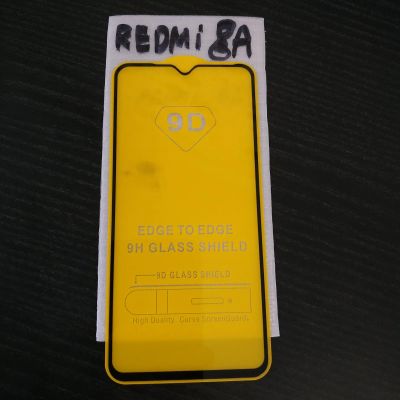 REDMi 8A
9D
EDGE TO EDGE
9H GLASS SHIELD
9D GLASS SHIELD
High Quality Curve ScreenGuard.